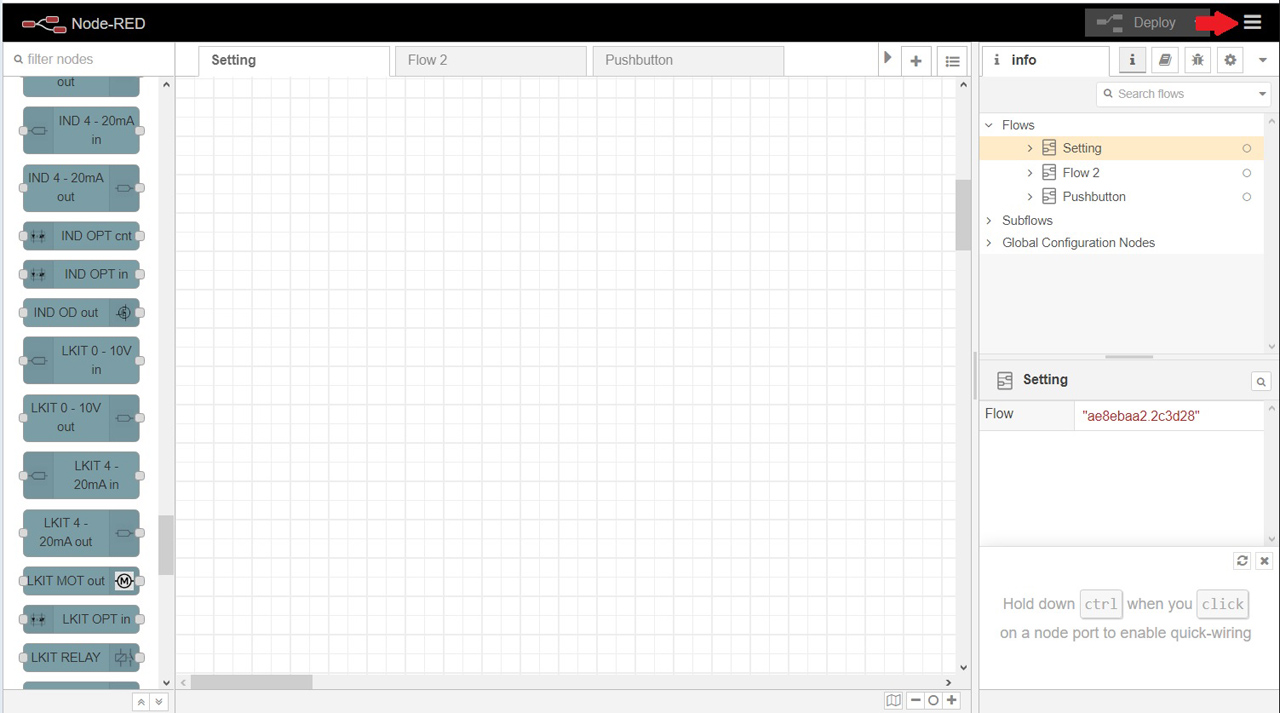 Node-RED
Deploy
filter nodes
Setting
Flow 2
Pushbutton
info
Search flows
out
IND 4 - 20mA
in
IND 4 - 20mA
out
IND OPT cnt
IND OPT in
IND OD out
LKIT 0 - 10V
in
LKIT 0 - 10V
out
LKIT 4 -
20mA in
LKIT 4 -
20mA out
LKIT MOT out
M
LKIT OPT in
LKIT RELAY
Flows
Setting
Flow 2
Pushbutton
Subflows
Global Configuration Nodes
Setting
Flow "ae8ebaa2.2c3d28"
Hold down ctrl when you click
on a node port to enable quick-wiring